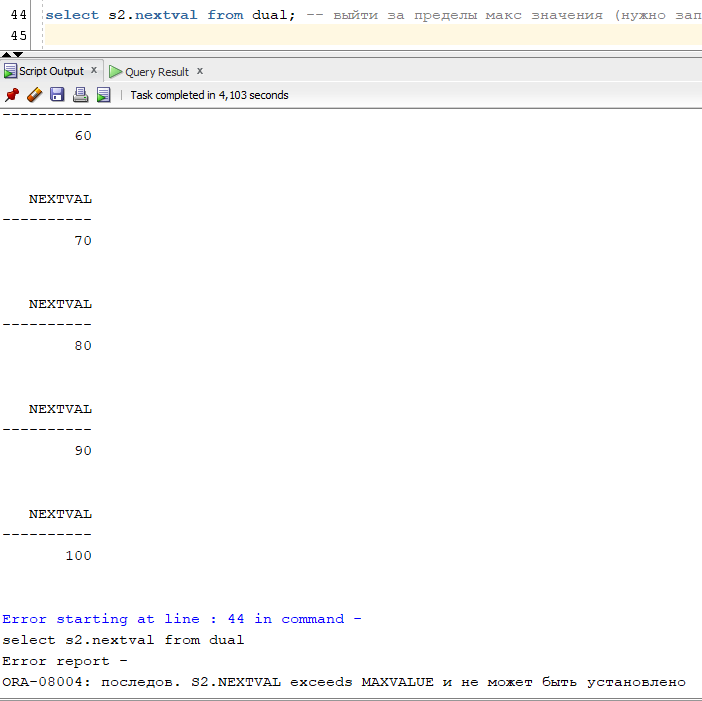 44 select s2.nextval from dual; -- выйти за пределы макс значения (нужно зап
45
Script Output x Query Result x
Task completed in 4,103 seconds
----------
60
NEXTVAL
----------
70
NEXTVAL
----------
80
NEXTVAL
----------
90
NEXTVAL
----------
100
Error starting at line : 44 in command -
select s2.nextval from dual
Error report -
ORA-08004: последов. S2.NEXTVAL exceeds MAXVALUE и не может быть установлено